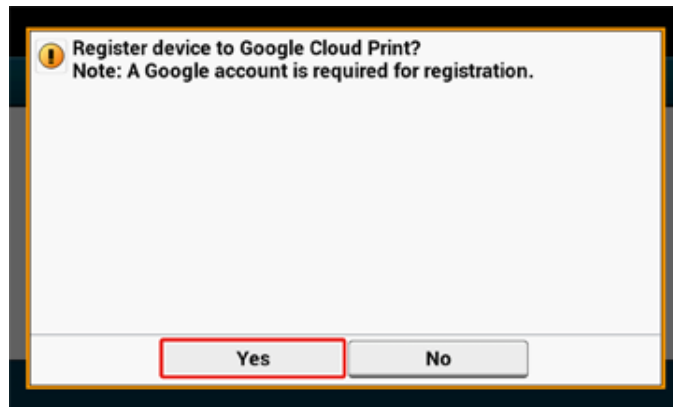 Register device to Google Cloud Print?
Note: A Google account is required for registration.
Yes
No